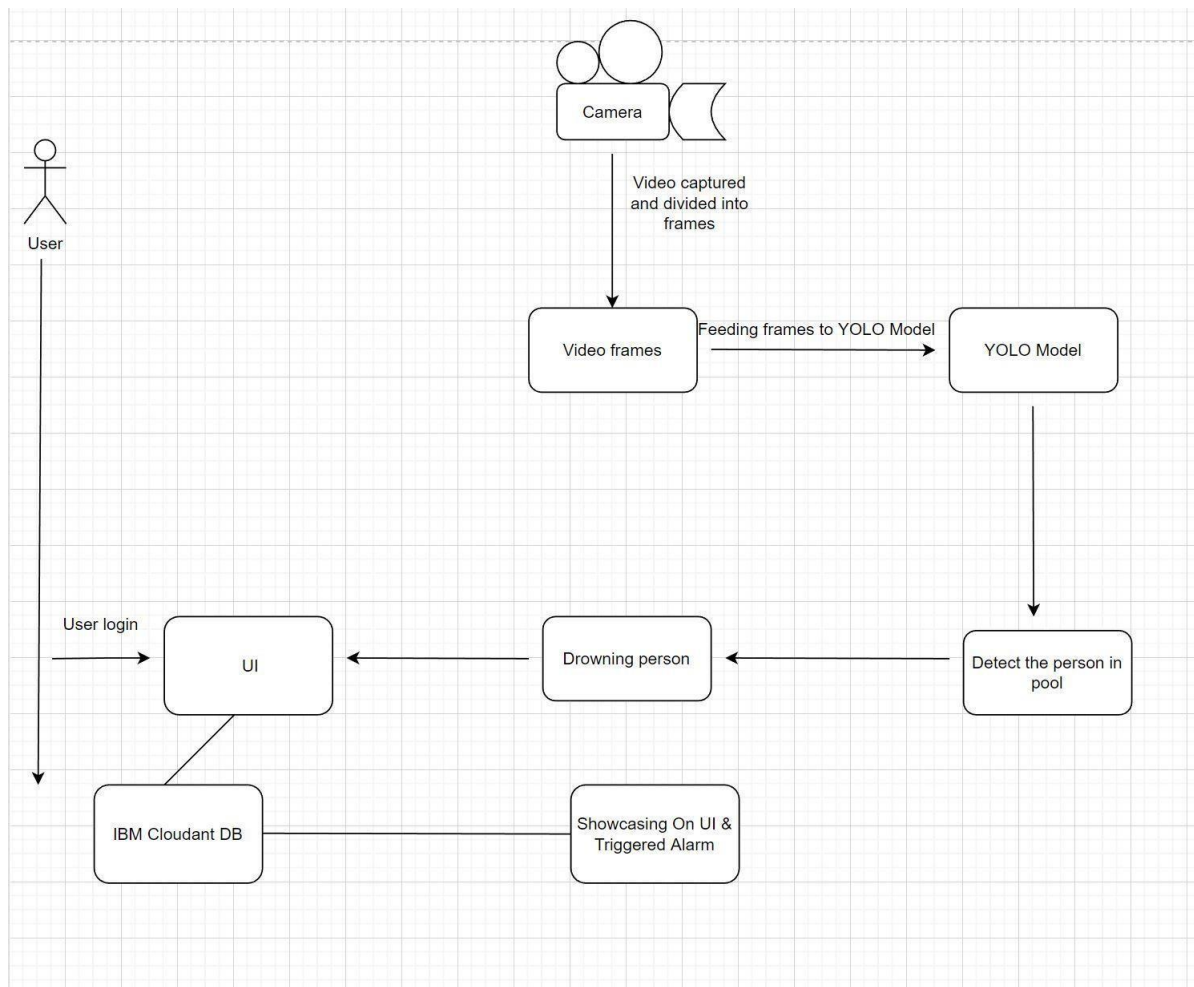 Camera
Video captured
and divided into
frames
User
Video frames
Feeding frames to YOLO Model
YOLO Model
User login
UI
Drowning person
Detect the person in
pool
IBM Cloudant DB
Showcasing On UI &
Triggered Alarm